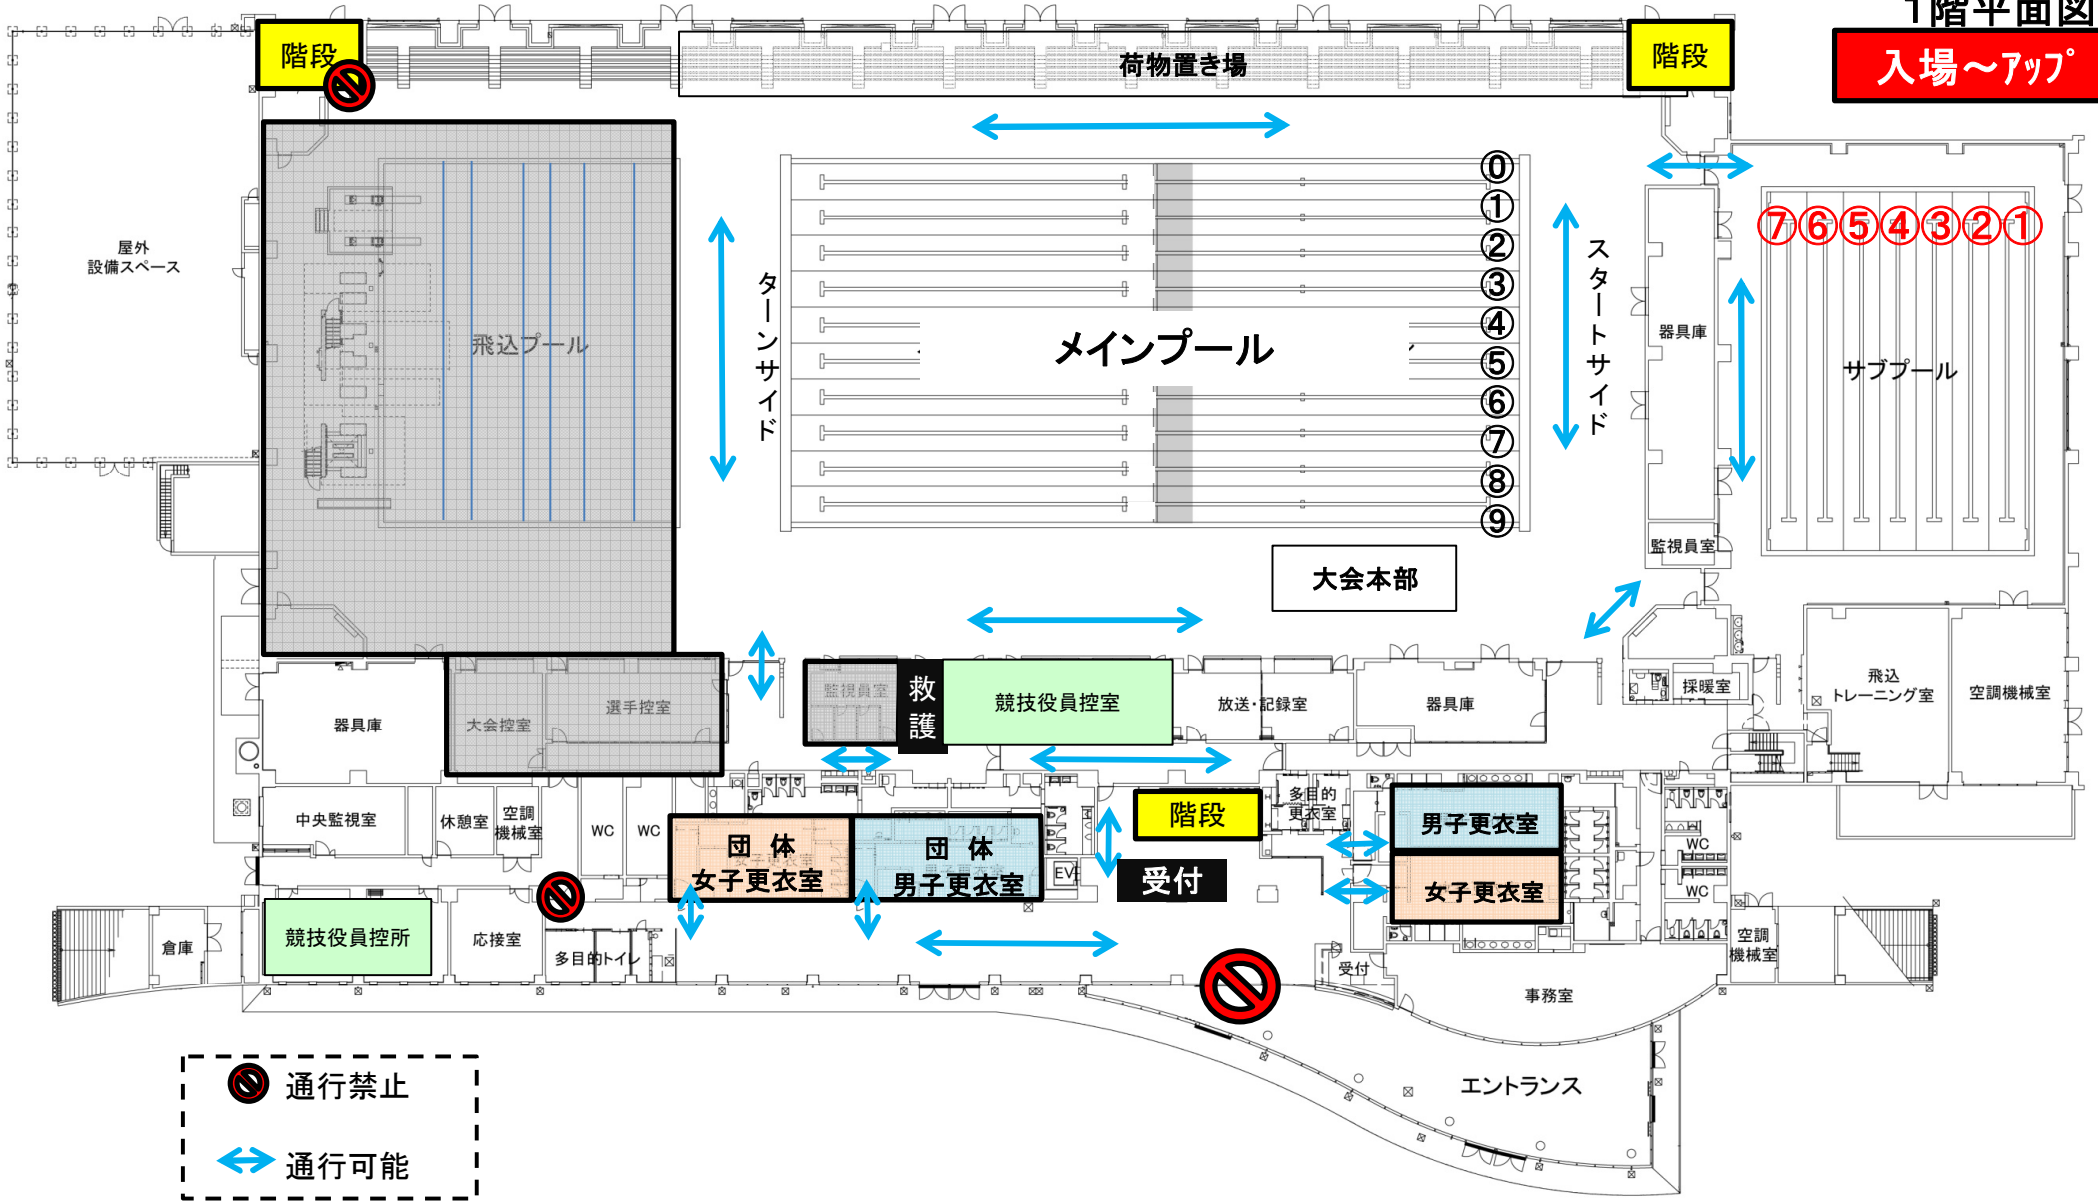 1階平面図
入場～アップ
階段
荷物置き場
階段
屋外
設備スペース
飛込プール
ターンサイド
メインプール
⓪
①
②
③
④
⑤
⑥
⑦
⑧
⑨
スタートサイド
器具庫
⑦⑥⑤④③②①
サブプール
監視員室
大会本部
器具庫
大会控室
選手控室
監視員室
救護
競技役員控室
放送・記録室
器具庫
採暖室
飛込
トレーニング室
空調機械室
中央監視室
休憩室
空調
機械室
WC
WC
団 体
女子更衣室
団 体
男子更衣室
EV
階段
受付
多目的
更衣室
男子更衣室
女子更衣室
WC
WC
空調
機械室
倉庫
競技役員控所
応接室
多目的トイレ
受付
事務室
エントランス
通行禁止
通行可能